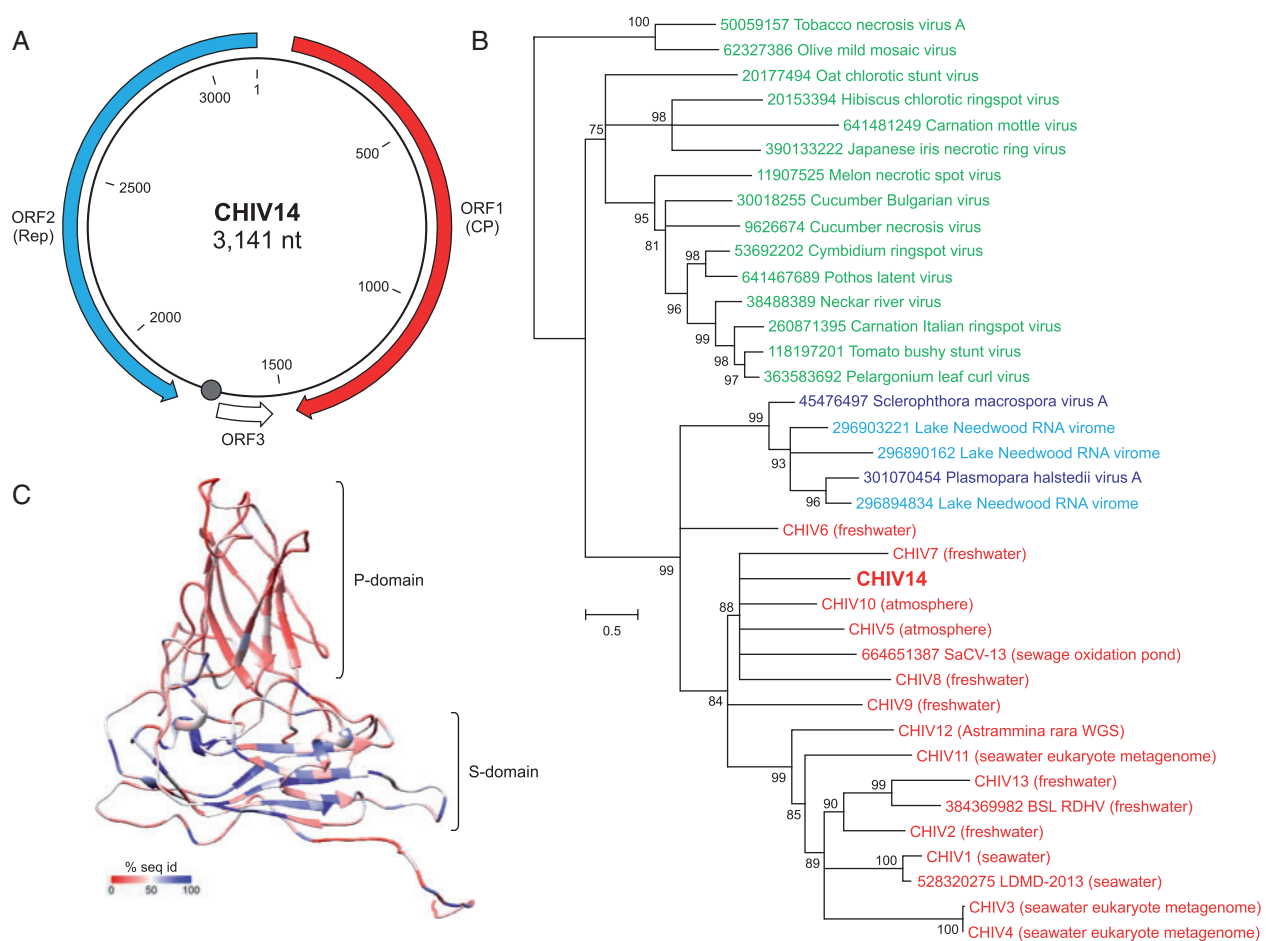 A
3000
1
500
2500
ORF2
(Rep)
CHIV14
3,141 nt
ORF1
(CP)
1000
2000
1500
ORF3
B
100
50059157 Tobacco necrosis virus A
62327386 Olive mild mosaic virus
20177494 Oat chlotic stunt virus
20153394 Hibiscus chlorotic ringspot virus
98
641481249 Carnation mottle virus
75
390133222 Japanese iris necrotic ring virus
11907525 Melon necrotic spot virus
30018255 Cucumber Bulgarian virus
95
9626674 Cucumber necrosis virus
81
53692202 Cymbidium ringspot virus
98
641467689 Pothos latent virus
38488389 Neckar river virus
96
260871395 Carnation Italian ringspot virus
99
118197201 Tomato bushy stunt virus
98
363583692 Pelargonium leaf curl virus
97
45476497 Sclerophthora macrospora virus A
99
296903221 Lake Needwood RNA virome
296890162 Lake Needwood RNA virome
93
301070454 Plasmopara halstedii virus A
296894834 Lake Needwood RNA virome
96
CHIV6 (freshwater)
99
CHIV7 (freshwater)
CHIV14
CHIV10 (atmosphere)
88
CHIV5 (atmosphere)
664651387 SaCV-13 (sewage oxidation pond)
CHIV8 (freshwater)
CHIV9 (freshwater)
84
CHIV12 (Astrammina rara WGS)
CHIV11 (seawater eukaryote metagenome)
99
CHIV13 (freshwater)
99
384369982 BSL RDHV (freshwater)
90
85
CHIV2 (freshwater)
CHIV1 (seawater)
100
89
528320275 LDMD-2013 (seawater)
CHIV3 (seawater eukaryote metagenome)
CHIV4 (seawater eukaryote metagenome)
100
0.5
C
P-domain
S-domain
% seq id
0 50 100